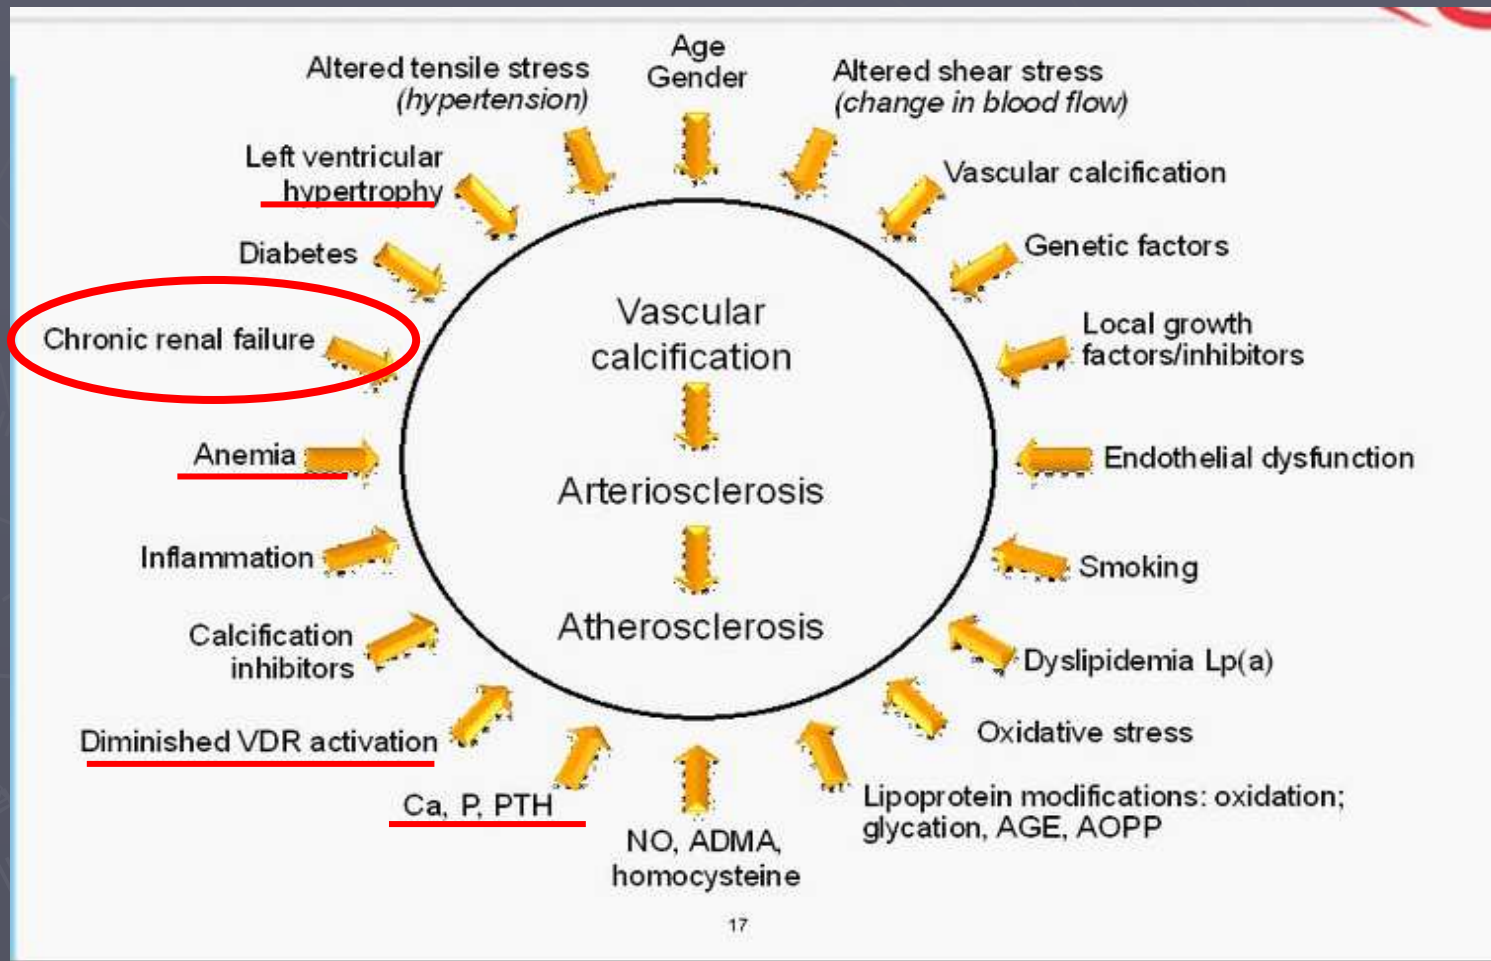 Age
Gender
Altered tensile stress
(hypertension)
Altered shear stress
(change in blood flow)
Left ventricular
hypertrophy
Vascular calcification
Diabetes
Genetic factors
Chronic renal failure
Local growth
factors/inhibitors
Anemia
Endothelial dysfunction
Inflammation
Smoking
Calcification
inhibitors
Dyslipidemia Lp(a)
Diminished VDR activation
Oxidative stress
Ca, P, PTH
Lipoprotein modifications: oxidation;
glycation, AGE, AOPP
NO, ADMA,
homocysteine
Vascular
calcification
Arteriosclerosis
Atherosclerosis
17